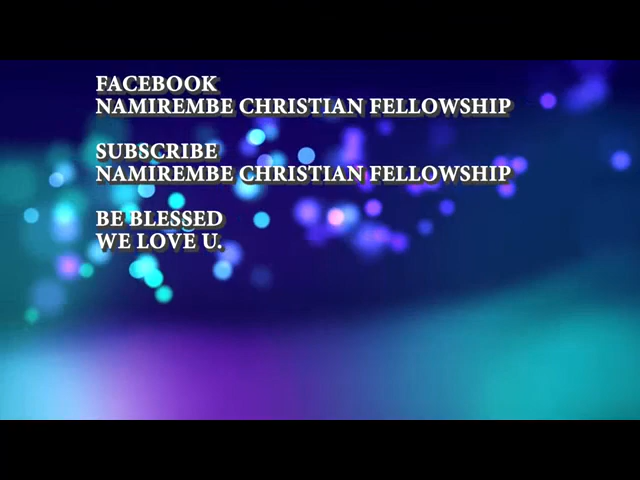 FACEBOOK
NAMIREMBE CHRISTIAN FELLOWSHIP
SUBSCRIBE
NAMIREMBE CHRISTIAN FELLOWSHIP
BE BLESSED
WE LOVE U.